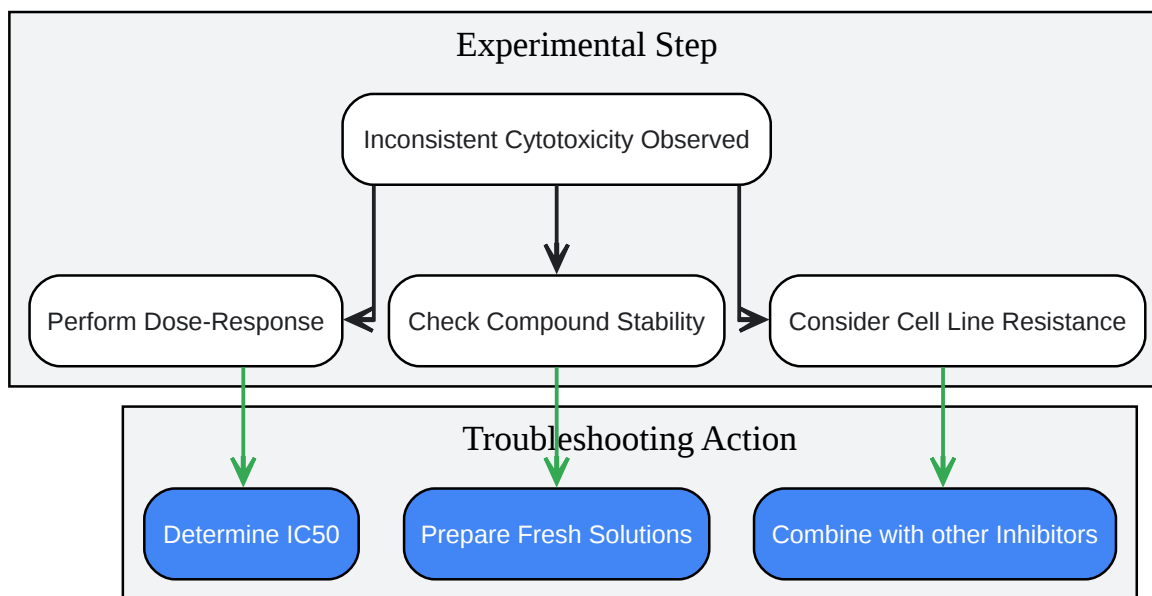 Experimental Step
Inconsistent Cytotoxicity Observed
Perform Dose-Response
Check Compound Stability
Consider Cell Line Resistance
Troubleshooting Action
Determine IC50
Prepare Fresh Solutions
Combine with other Inhibitors